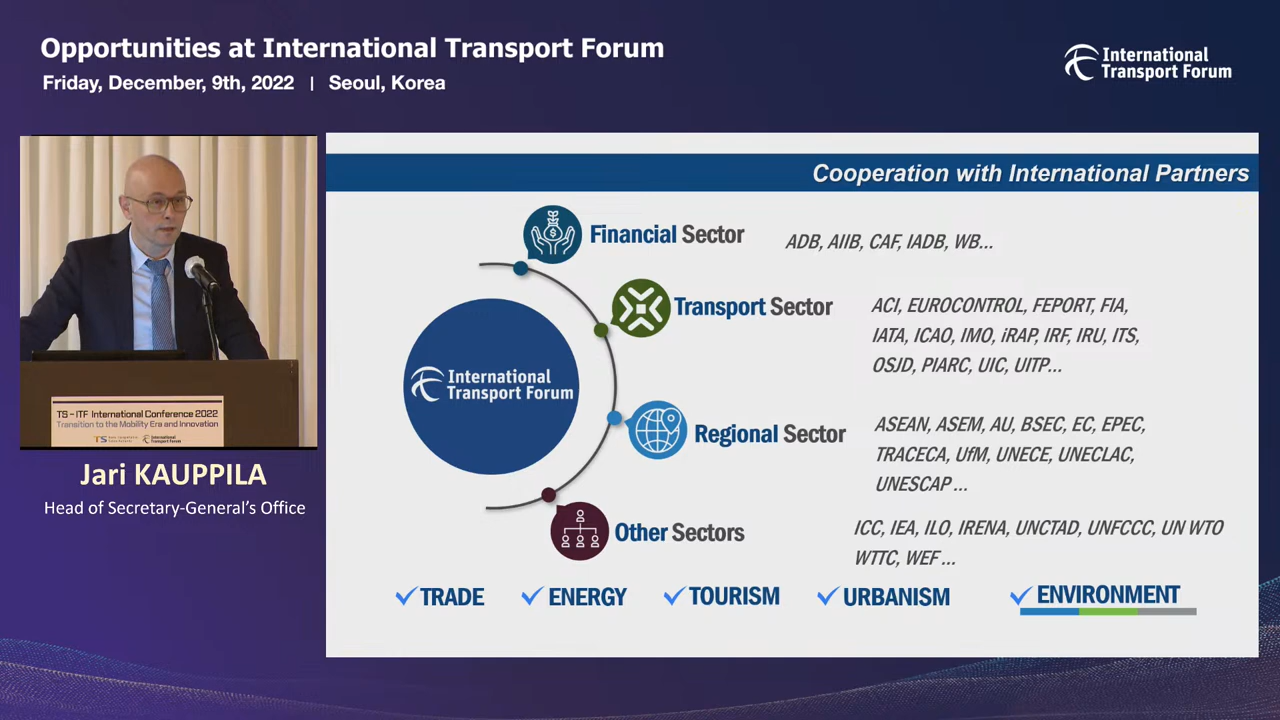 Opportunities at International Transport Forum
Friday, December, 9th, 2022 | Seoul, Korea
International
Transport Forum
TS – ITF International Conference 2022
Transition to the Mobility Era and Innovation
TS
International
Transport Forum
Jari KAUPPILA
Head of Secretary-General's Office
Cooperation with International Partners
Financial Sector
ADB, AIIB, CAF, IADB, WB...
Transport Sector
ACI, EUROCONTROL, FEPORT, FIA,
IATA, ICAO, IMO, iRAP, IRF, IRU, ITS,
OSJD, PIARC, UIC, UITP...
International
Transport Forum
Regional Sector
ASEAN, ASEM, AU, BSEC, EC, EPEC,
TRACECA, UfM, UNECE, UNECLAC,
UNESCAP ...
Other Sectors
ICC, IEA, ILO, IRENA, UNCTAD, UNFCCC, UN WTO
WTTC, WEF ...
✓ TRADE ✓ ENERGY ✓ TOURISM ✓ URBANISM ✓ ENVIRONMENT